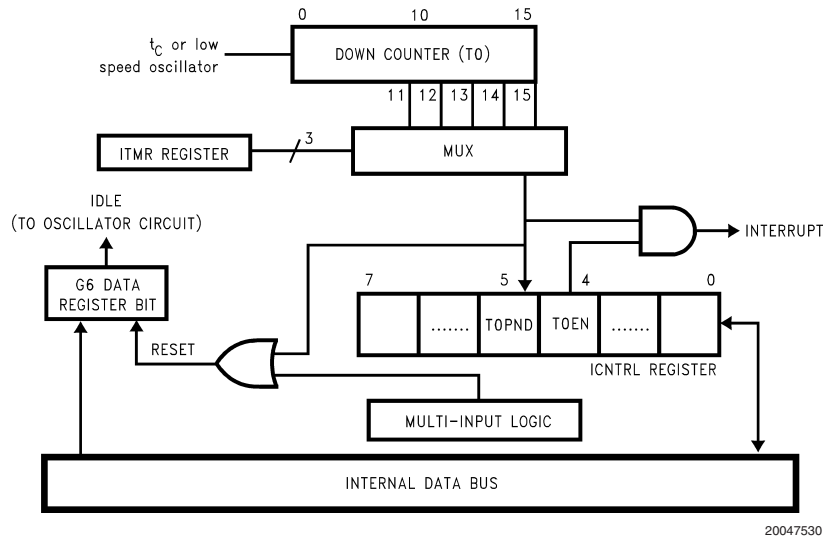 0 10 15
t_C or low
speed oscillator
DOWN COUNTER (T0)
11 12 13 14 15
ITMR REGISTER
3
MUX
IDLE
(TO OSCILLATOR CIRCUIT)
INTERRUPT
G6 DATA
REGISTER BIT
7 5 4 0
....... T0PND T0EN .......
RESET
ICNTRL REGISTER
MULTI-INPUT LOGIC
INTERNAL DATA BUS
20047530